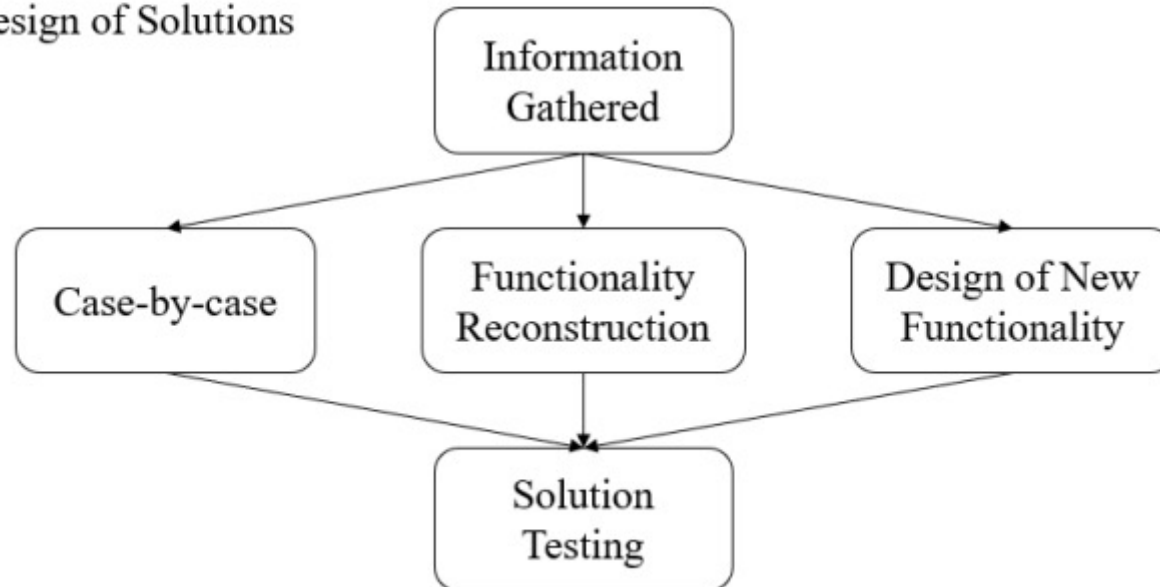 esign of Solutions
Information
Gathered
Case-by-case
Functionality
Reconstruction
Design of New
Functionality
Solution
Testing